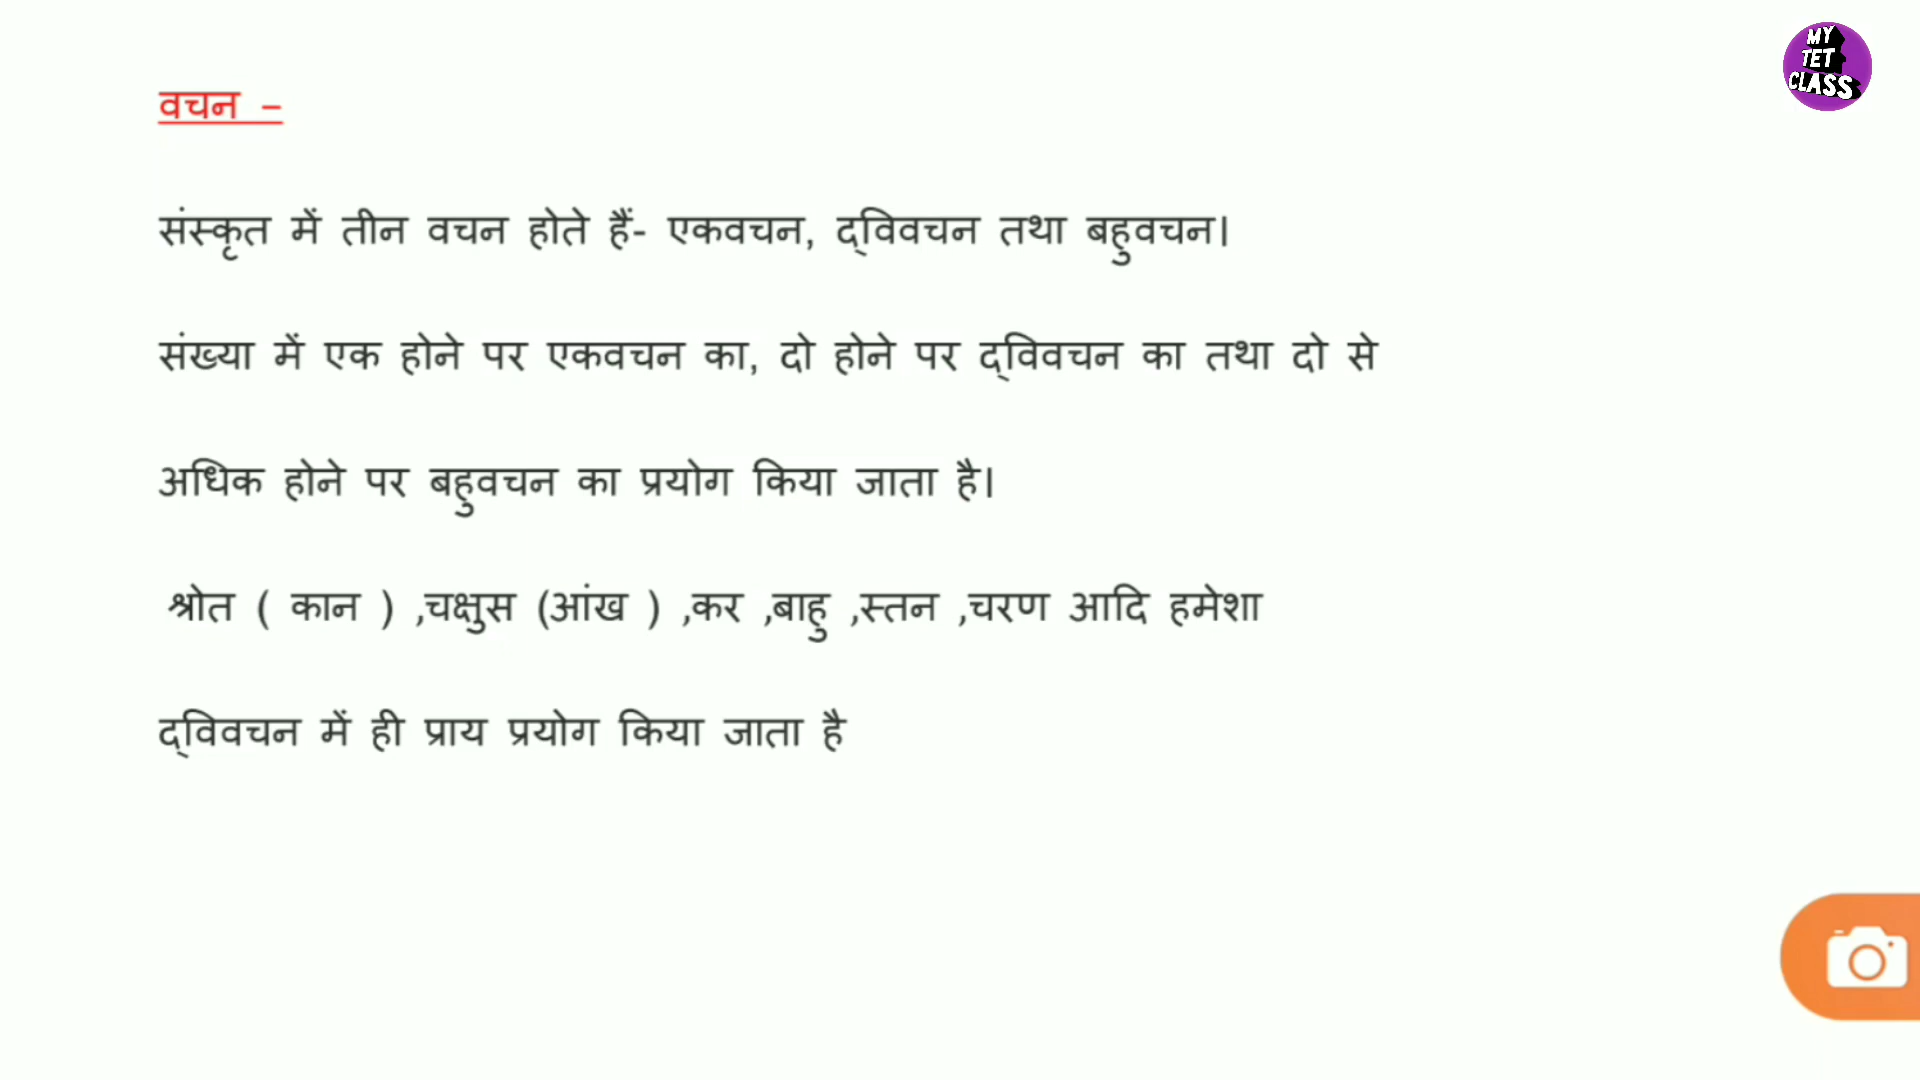 वचन –
MY
TET
CLASS
संस्कृत में तीन वचन होते हैं- एकवचन, द्विवचन तथा बहुवचन।
संख्या में एक होने पर एकवचन का, दो होने पर द्विवचन का तथा दो से
अधिक होने पर बहुवचन का प्रयोग किया जाता है।
श्रोत ( कान ) ,चक्षुस (आंख ) ,कर ,बाहु ,स्तन ,चरण आदि हमेशा
द्विवचन में ही प्राय प्रयोग किया जाता है